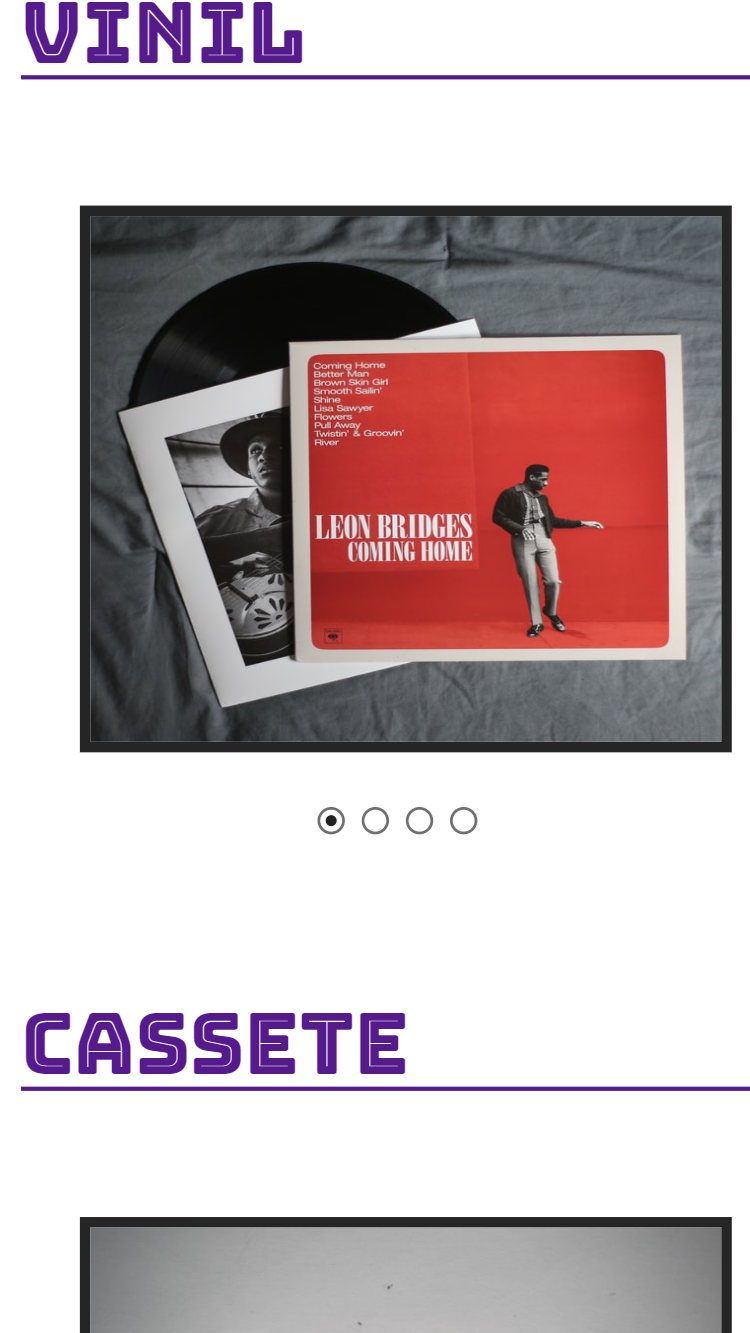 VINIL
Coming Home
Better Man
Brown Skin Girl
Smooth Sailin'
Shine
Lisa Sawyer
Flowers
Pull Away
Twistin' & Groovin'
River
LEON BRIDGES
COMING HOME
CASSETE